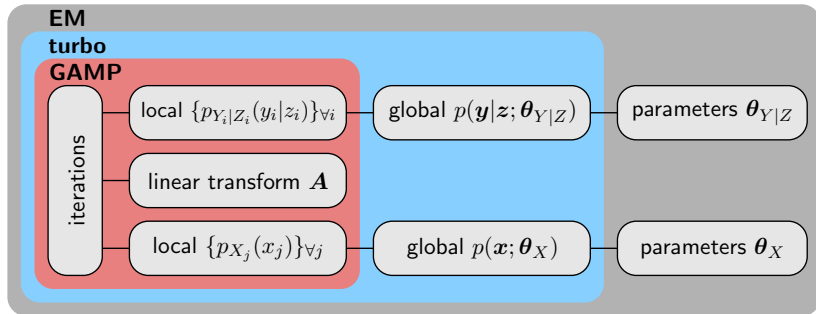 EM
turbo
GAMP
iterations
local {p_{Y_i|Z_i}(y_i|z_i)}_{∀i}
global p(y|z; θ_{Y|Z})
parameters θ_{Y|Z}
linear transform A
local {p_{X_j}(x_j)}_{∀j}
global p(x; θ_X)
parameters θ_X